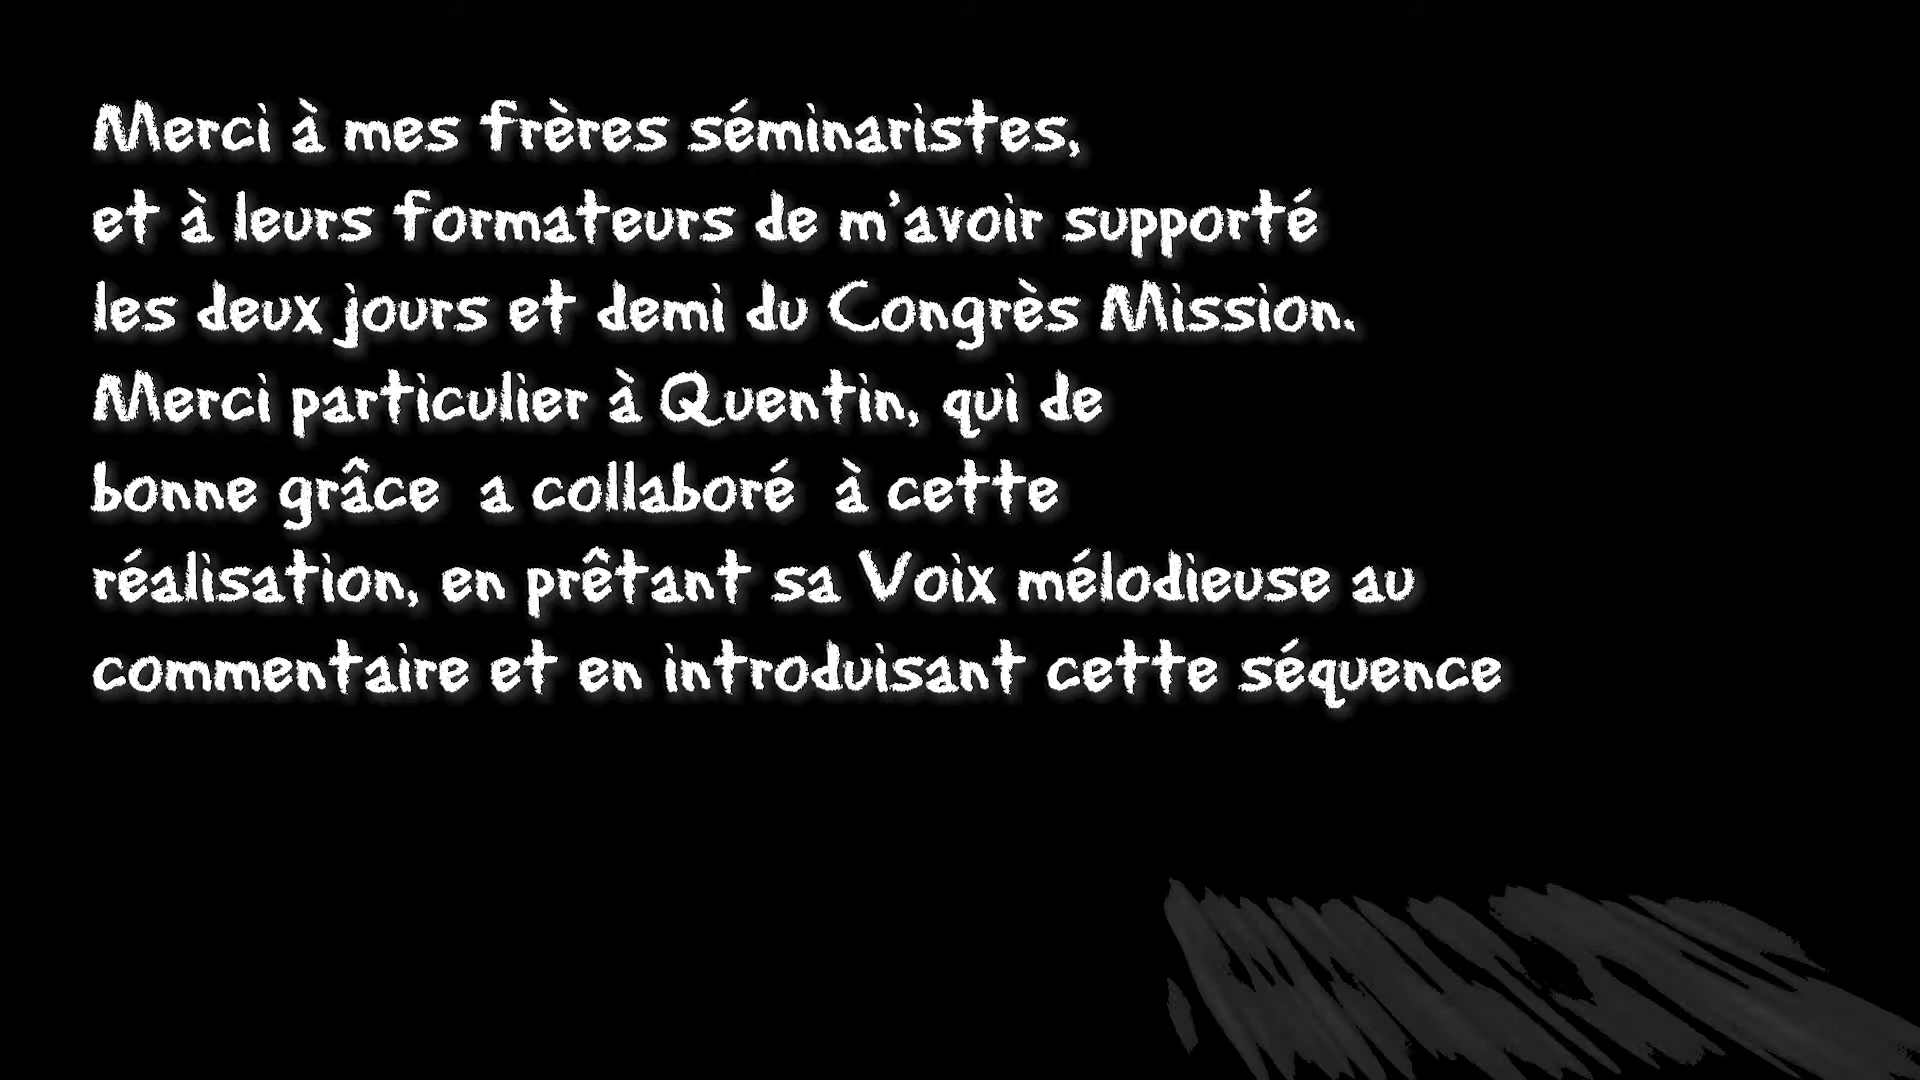 Merci à mes frères séminaristes,
et à leurs formateurs de m'avoir supporté
les deux jours et demi du Congrès Mission.
Merci particulier à Quentin, qui de
bonne grâce  a collaboré  à cette
réalisation, en prêtant sa Voix mélodieuse au
commentaire et en introduisant cette séquence